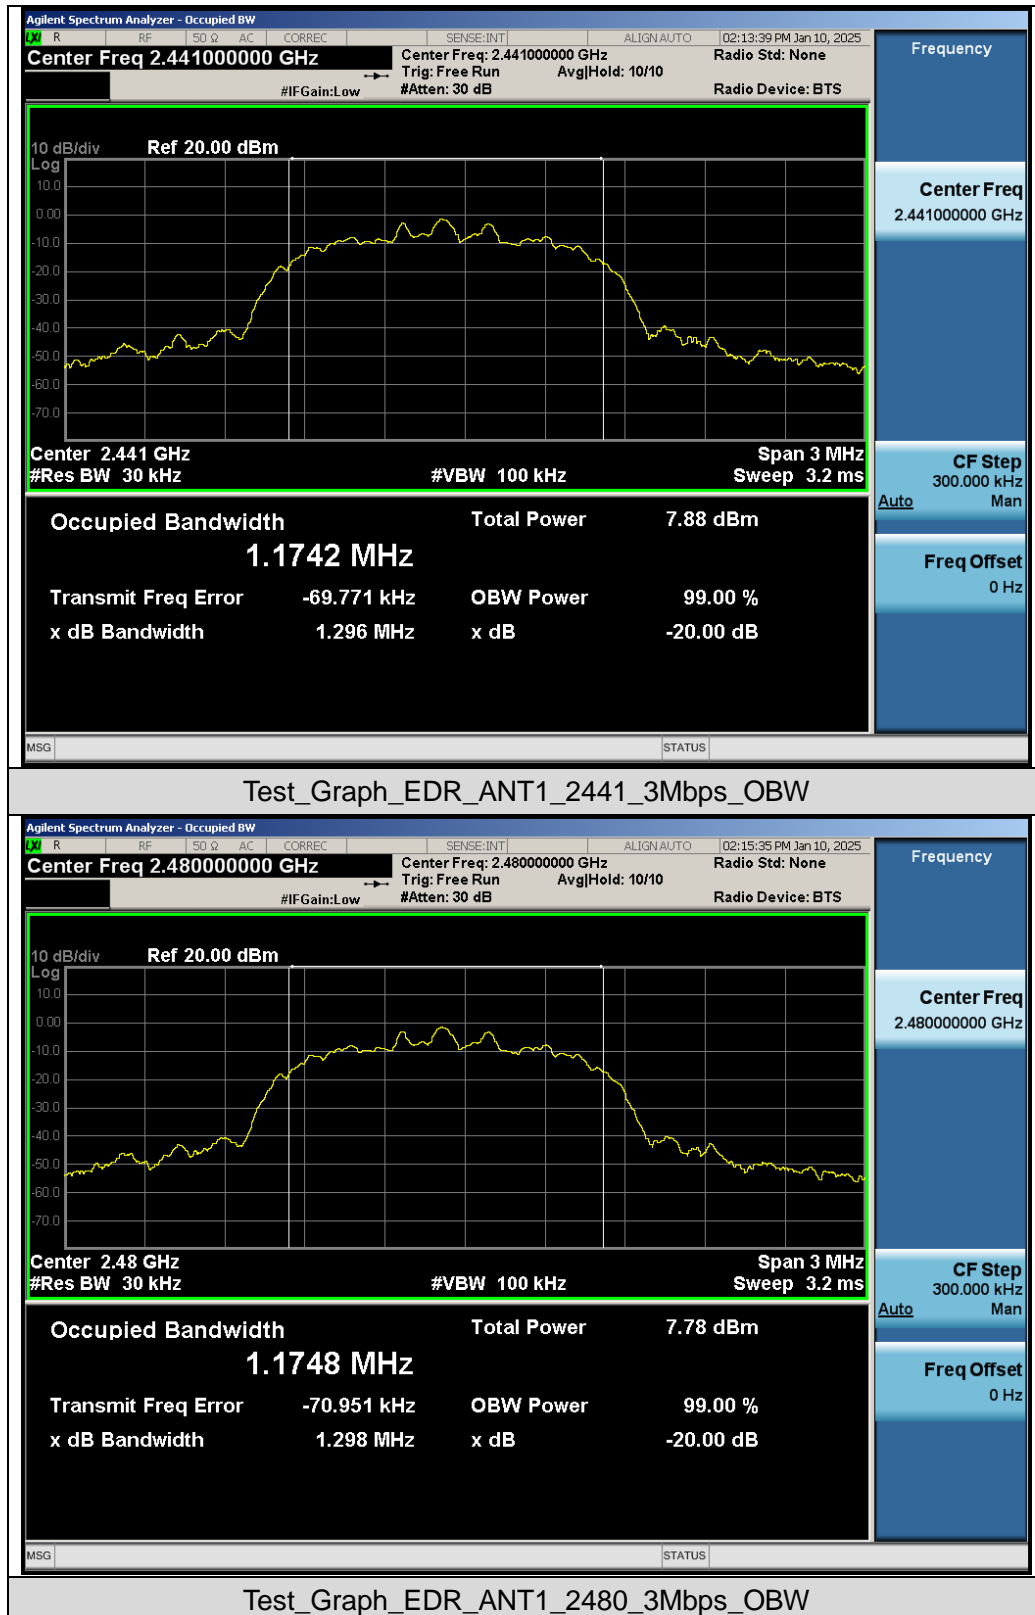 Agilent Spectrum Analyzer - Occupied BW
LXI R RF 50 Ω AC CORREC SENSE:INT ALIGN AUTO 02:13:39 PM Jan 10, 2025
Center Freq 2.441000000 GHz Center Freq: 2.441000000 GHz Radio Std: None
Trig: Free Run Avg|Hold: 10/10
#IFGain:Low #Atten: 30 dB Radio Device: BTS
Frequency
10 dB/div Ref 20.00 dBm
Log
10.0
0.00
-10.0
-20.0
-30.0
-40.0
-50.0
-60.0
-70.0
Center 2.441 GHz Span 3 MHz
#Res BW 30 kHz #VBW 100 kHz Sweep 3.2 ms
Center Freq
2.441000000 GHz
CF Step
300.000 kHz
Auto Man
Freq Offset
0 Hz
Occupied Bandwidth Total Power 7.88 dBm
1.1742 MHz
Transmit Freq Error -69.771 kHz OBW Power 99.00 %
x dB Bandwidth 1.296 MHz x dB -20.00 dB
MSG STATUS
Test_Graph_EDR_ANT1_2441_3Mbps_OBW
Agilent Spectrum Analyzer - Occupied BW
LXI R RF 50 Ω AC CORREC SENSE:INT ALIGN AUTO 02:15:35 PM Jan 10, 2025
Center Freq 2.480000000 GHz Center Freq: 2.480000000 GHz Radio Std: None
Trig: Free Run Avg|Hold: 10/10
#IFGain:Low #Atten: 30 dB Radio Device: BTS
Frequency
10 dB/div Ref 20.00 dBm
Log
10.0
0.00
-10.0
-20.0
-30.0
-40.0
-50.0
-60.0
-70.0
Center 2.48 GHz Span 3 MHz
#Res BW 30 kHz #VBW 100 kHz Sweep 3.2 ms
Center Freq
2.480000000 GHz
CF Step
300.000 kHz
Auto Man
Freq Offset
0 Hz
Occupied Bandwidth Total Power 7.78 dBm
1.1748 MHz
Transmit Freq Error -70.951 kHz OBW Power 99.00 %
x dB Bandwidth 1.298 MHz x dB -20.00 dB
MSG STATUS
Test_Graph_EDR_ANT1_2480_3Mbps_OBW